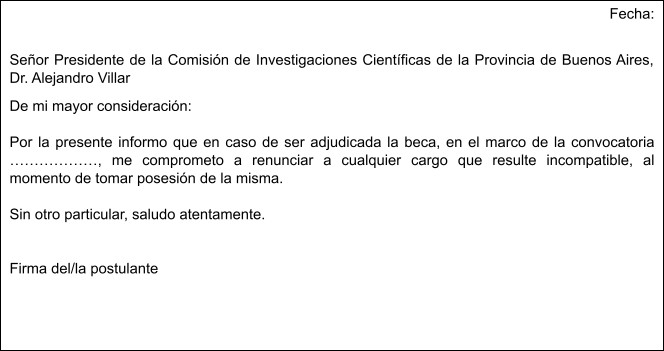 Fecha:
Señor Presidente de la Comisión de Investigaciones Científicas de la Provincia de Buenos Aires,
Dr. Alejandro Villar
De mi mayor consideración:
Por la presente informo que en caso de ser adjudicada la beca, en el marco de la convocatoria
………………, me comprometo a renunciar a cualquier cargo que resulte incompatible, al
momento de tomar posesión de la misma.
Sin otro particular, saludo atentamente.
Firma del/la postulante